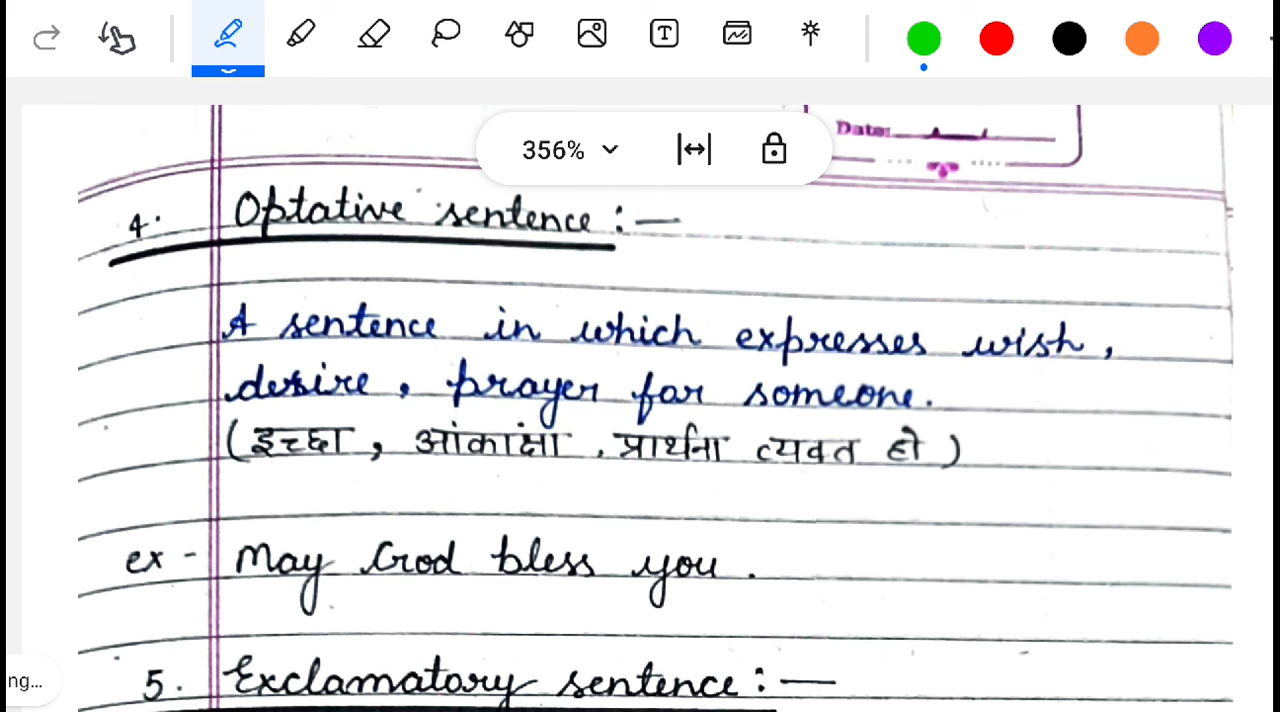 356%
Date:
4. Optative sentence :—
A sentence in which expresses wish,
desire, prayer for someone.
(इच्छा, आंकांक्षा, प्रार्थना व्यक्त हो)
ex - May God bless you.
ng...
5. Exclamatory sentence :—